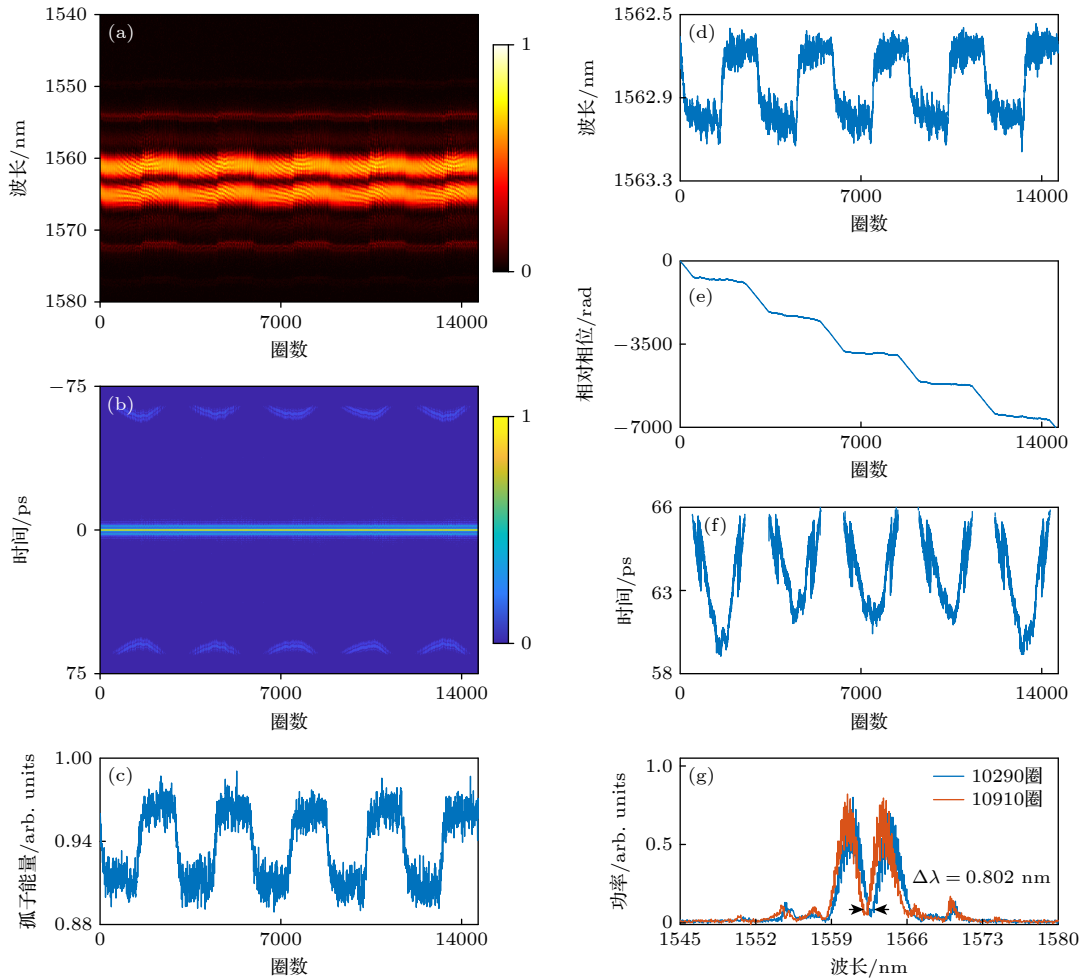 (a)
1540
1550
1560
1570
1580
波长/nm
0
7000
14000
圈数
1
0
(b)
−75
0
75
时间/ps
0
7000
14000
圈数
1
0
(c)
1.00
0.94
0.88
孤子能量/arb. units
0
7000
14000
圈数
(d)
1562.5
1562.9
1563.3
波长/nm
0
7000
14000
圈数
(e)
0
−3500
−7000
相对相位/rad
0
7000
14000
圈数
(f)
66
63
58
时间/ps
0
7000
14000
圈数
(g)
1.0
0.5
0
功率/arb. units
10290圈
10910圈
Δλ = 0.802 nm
1545
1552
1559
1566
1573
1580
波长/nm